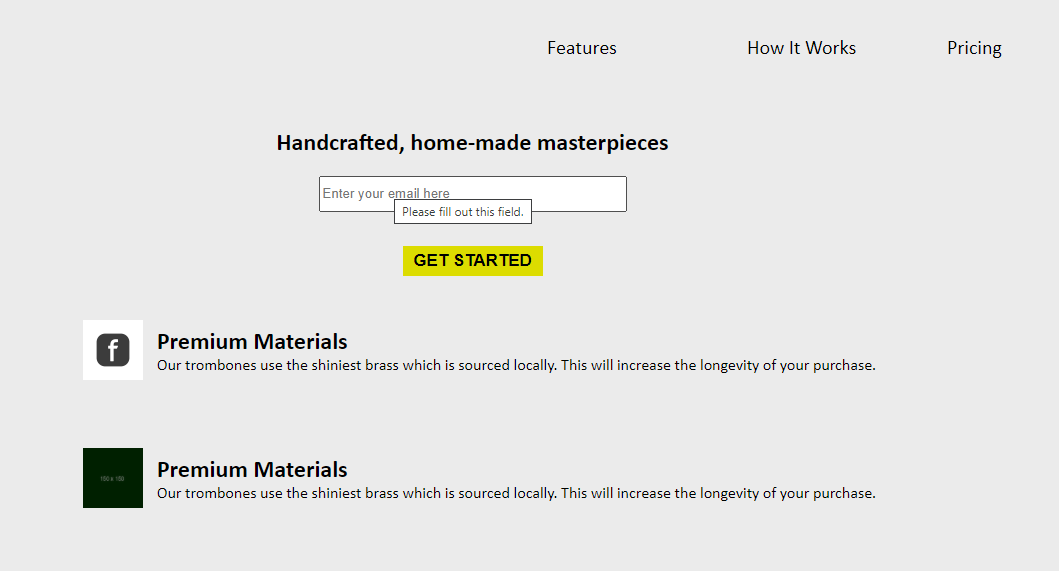 Features How It Works Pricing
Handcrafted, home-made masterpieces
Enter your email here
Please fill out this field.
GET STARTED
f
Premium Materials
Our trombones use the shiniest brass which is sourced locally. This will increase the longevity of your purchase.
150 x 150
Premium Materials
Our trombones use the shiniest brass which is sourced locally. This will increase the longevity of your purchase.